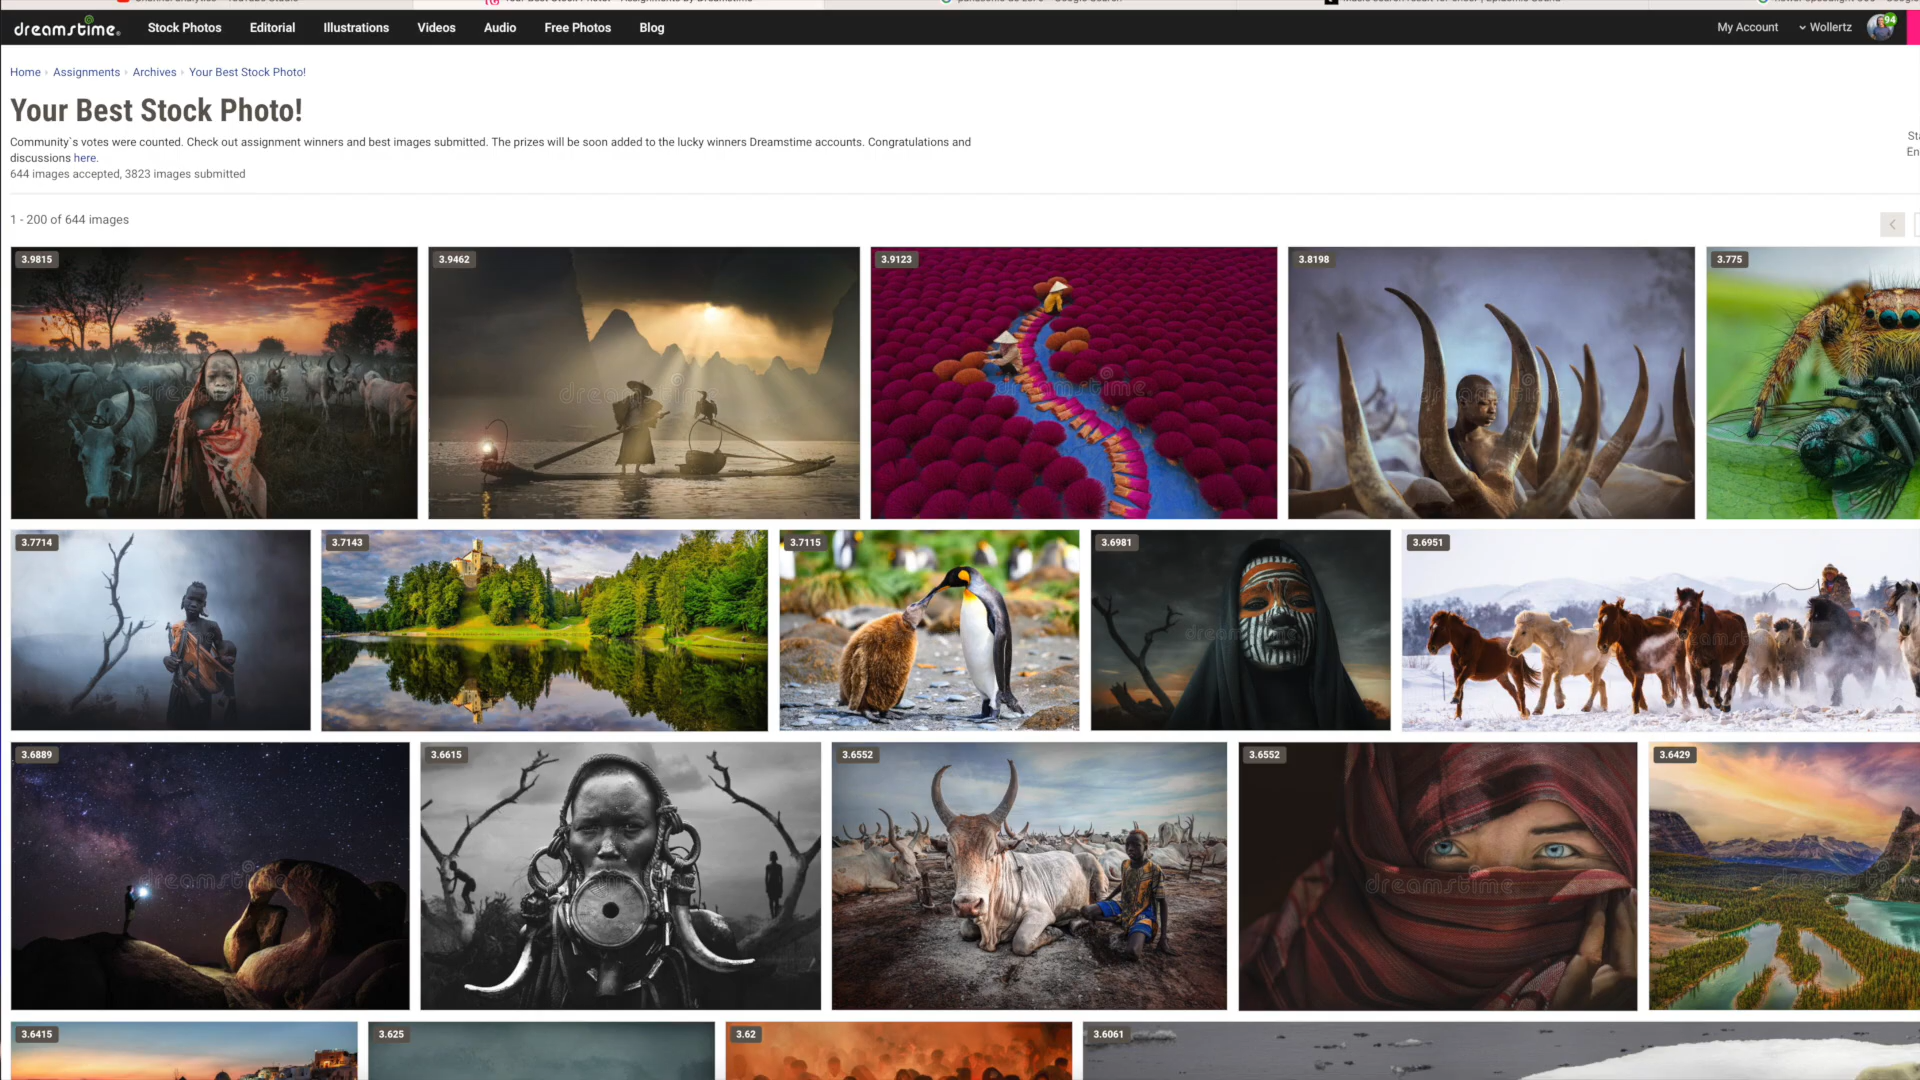 dreamstime
Stock Photos
Editorial
Illustrations
Videos
Audio
Free Photos
Blog
My Account
Wollertz
94
Home
Assignments
Archives
Your Best Stock Photo!
Your Best Stock Photo!
Community`s votes were counted. Check out assignment winners and best images submitted. The prizes will be soon added to the lucky winners Dreamstime accounts. Congratulations and
discussions here.
644 images accepted, 3823 images submitted
1 - 200 of 644 images
3.9815
3.9462
3.9123
3.8198
3.775
3.7714
3.7143
3.7115
3.6981
3.6951
3.6889
3.6615
3.6552
3.6552
3.6429
3.6415
3.625
3.62
3.6061